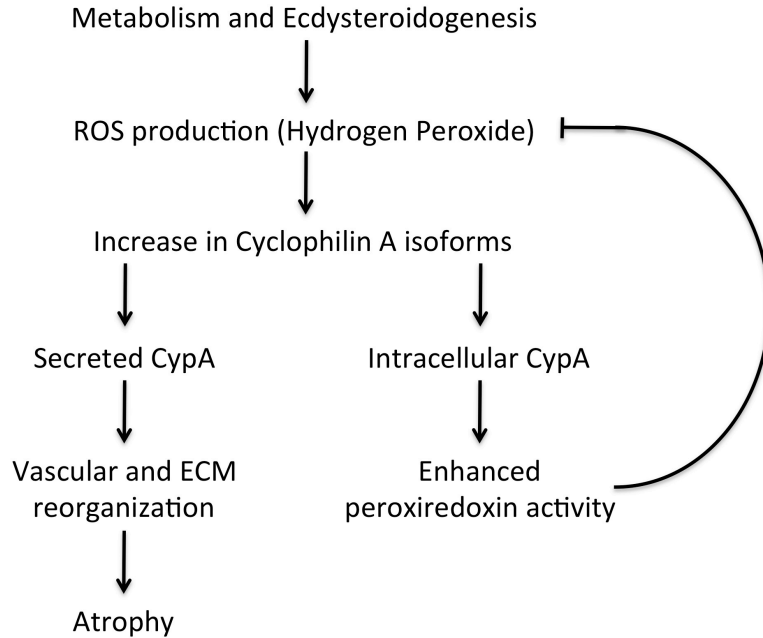 Metabolism and Ecdysteroidogenesis
ROS production (Hydrogen Peroxide)
Increase in Cyclophilin A isoforms
Secreted CypA
Intracellular CypA
Vascular and ECM
reorganization
Enhanced
peroxiredoxin activity
Atrophy